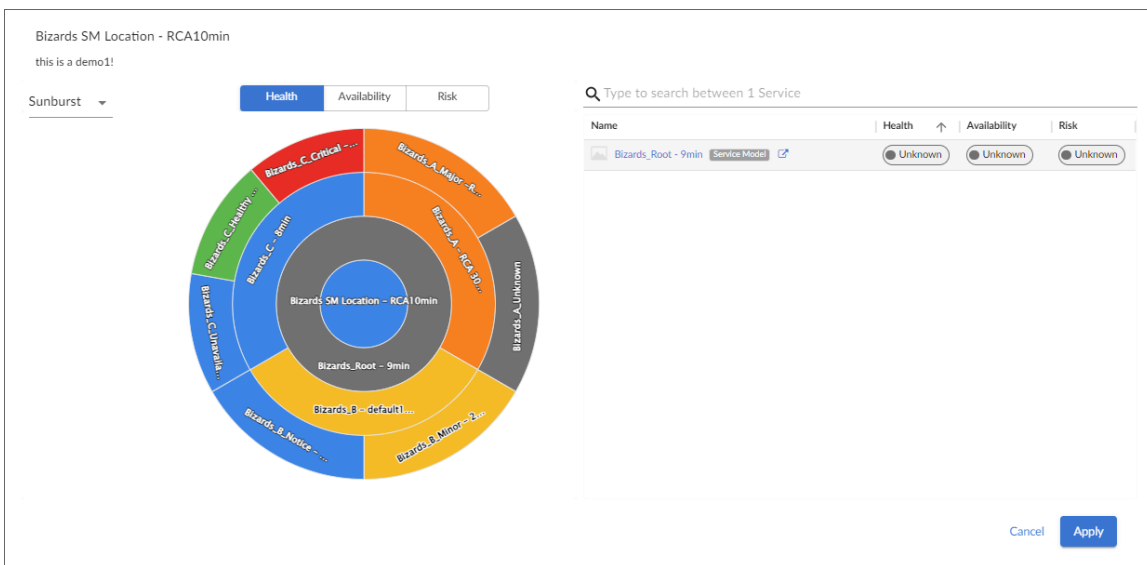 Bizards SM Location - RCA10min
this is a demo1!
Sunburst
Health Availability Risk
Type to search between 1 Service
Name Health Availability Risk
Bizards_Root - 9min Service Model Unknown Unknown Unknown
Bizards_C_Critical -...
Bizards_A_Major -R...
Bizards_C_Healthy ...
Bizards_C - 8min
Bizards_A - RCA 30...
Bizards_A_Unknown
Bizards SM Location - RCA10min
Bizards_C_Unavaila...
Bizards_Root - 9min
Bizards_B - default1...
Bizards_B_Notice - ...
Bizards_B_Minor - 2...
Cancel Apply